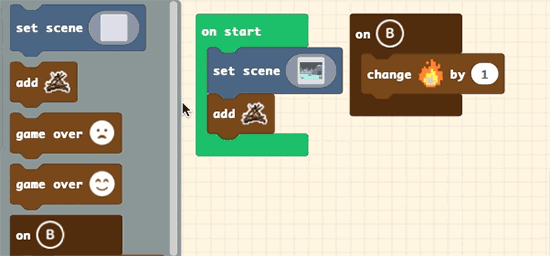 set scene
add
game over
game over
on B
on start
set scene
add
on B
change by 1